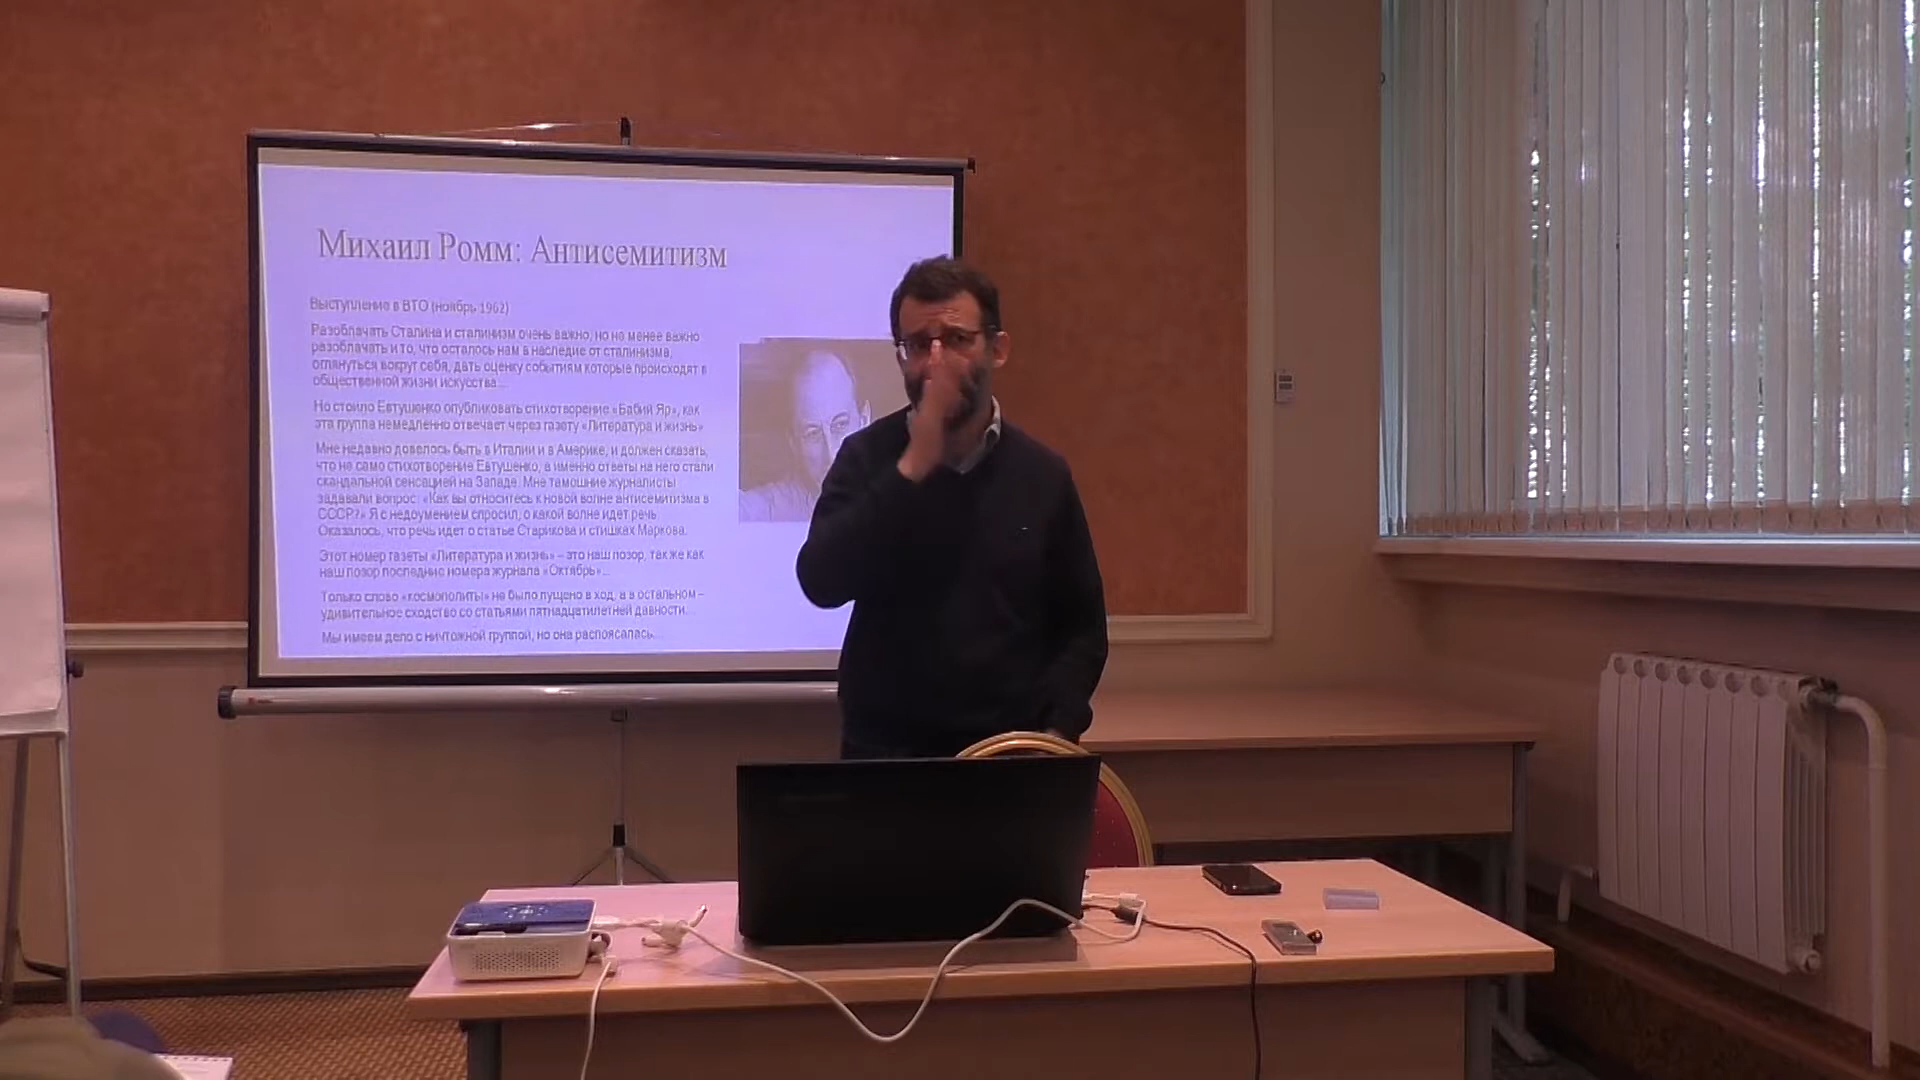 Михаил Ромм: Антисемитизм
Выступление в ВТО (ноябрь 1962)
Разоблачать Сталина и сталинизм очень важно, но не менее важно
разоблачать и то, что осталось нам в наследие от сталинизма,
оглянуться вокруг себя, дать оценку событиям которые происходят в
общественной жизни искусства...
Но стоило Евтушенко опубликовать стихотворение «Бабий Яр», как
эта группа немедленно отвечает через газету «Литература и жизнь»
Мне недавно довелось быть в Италии и в Америке, и должен сказать,
что не само стихотворение Евтушенко, а именно ответы на него стали
скандальной сенсацией на Западе. Мне тамошние журналисты
задавали вопрос: «Как вы относитесь к новой волне антисемитизма в
СССР?» Я с недоумением спросил, о какой волне идет речь.
Оказалось, что речь идет о статье Старикова и стишках Маркова.
Этот номер газеты «Литература и жизнь» – это наш позор, так же как
наш позор последние номера журнала «Октябрь»...
Только слово «космополиты» не было пущено в ход, а в остальном –
удивительное сходство со статьями пятнадцатилетней давности...
Мы имеем дело с ничтожной группой, но она распоясалась...